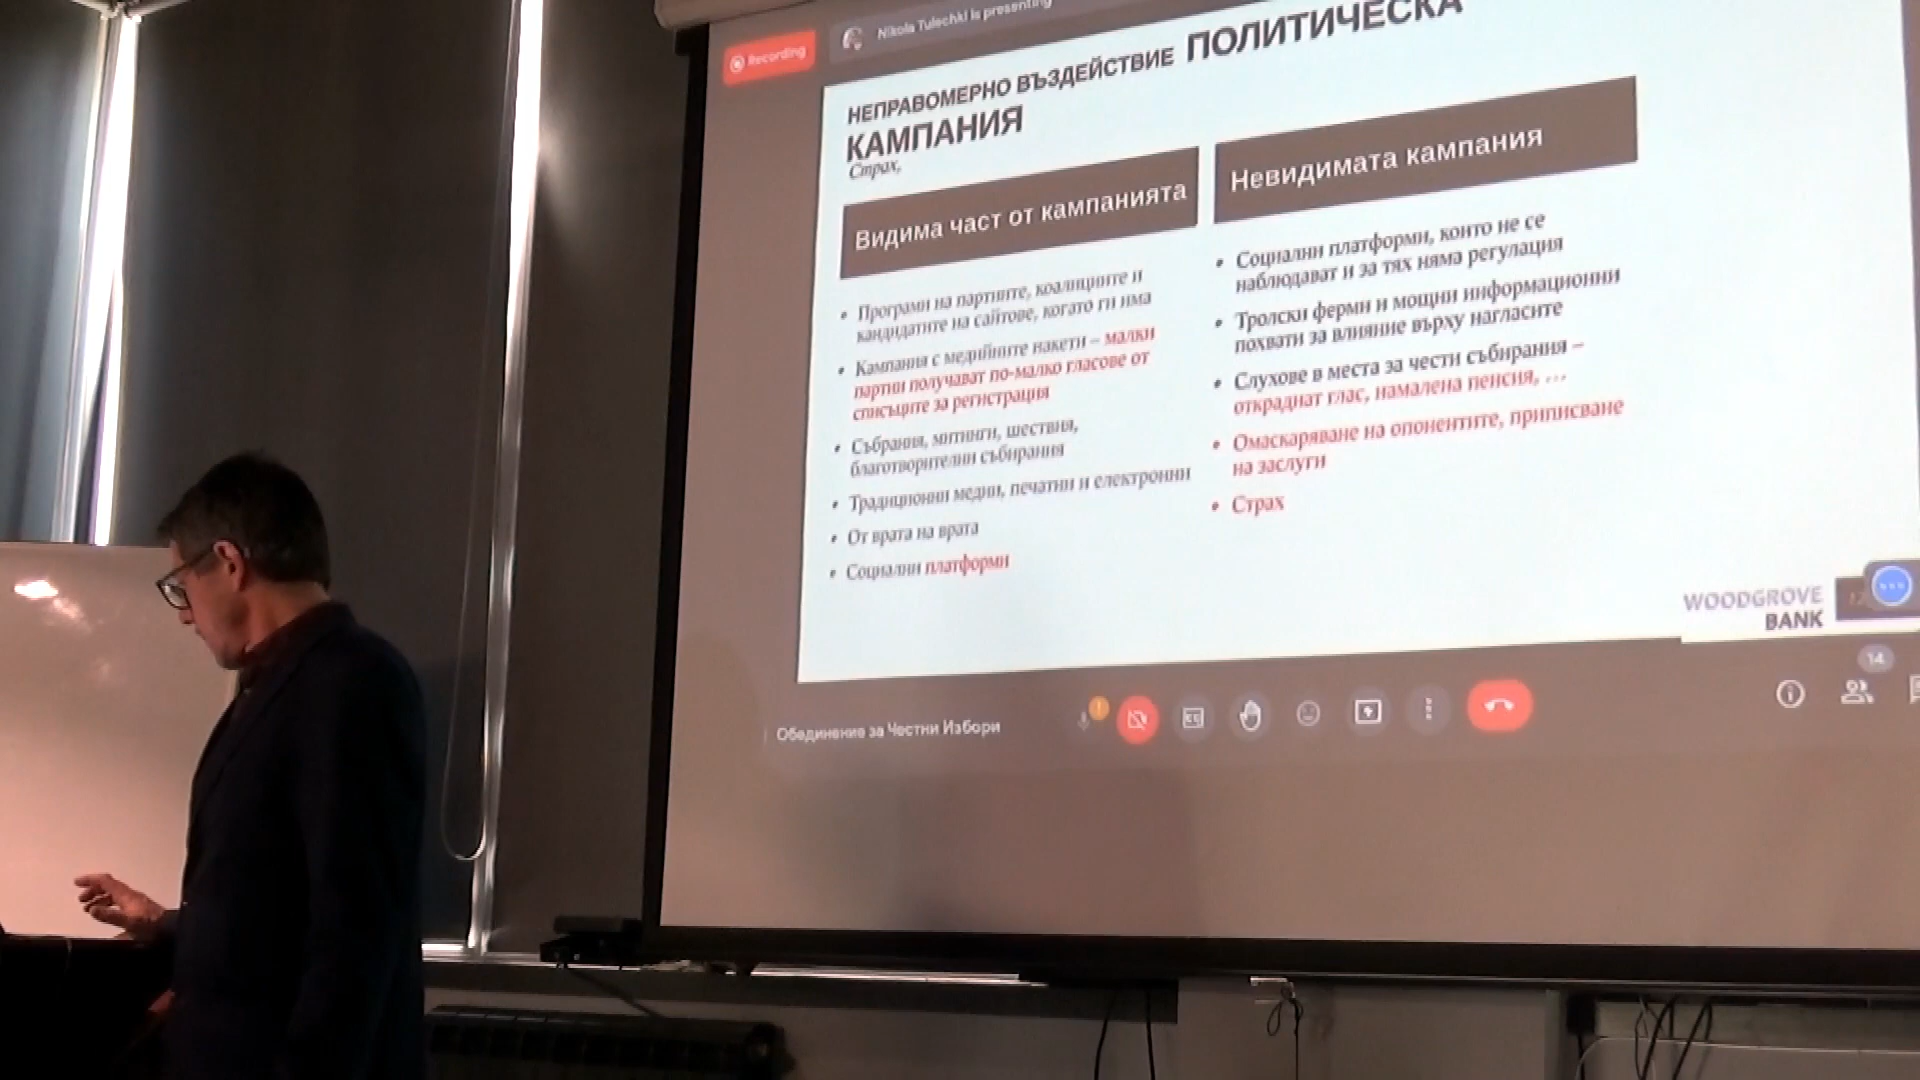 Recording
Nikola Tulechki is presenting
НЕПРАВОМЕРНО ВЪЗДЕЙСТВИЕ ПОЛИТИЧЕСКА
КАМПАНИЯ
Страх,
Видима част от кампанията
• Програми на партиите, коалициите и
кандидатите на сайтове, когато ги има
• Кампания с медийните пакети – малки
партии получават по-малко гласове от
списъците за регистрация
• Събрания, митинги, шествия,
благотворителни събирания
• Традиционни медии, печатни и електронни
• От врата на врата
• Социални платформи
Невидимата кампания
• Социални платформи, които не се
наблюдават и за тях няма регулация
• Тролски ферми и мощни информационни
похвати за влияние върху нагласите
• Слухове в места за чести събирания –
откраднат глас, намалена пенсия, …
• Омаскаряване на опонентите, приписване
на заслуги
• Страх
WOODGROVE
BANK
14
Обединение за Честни Избори